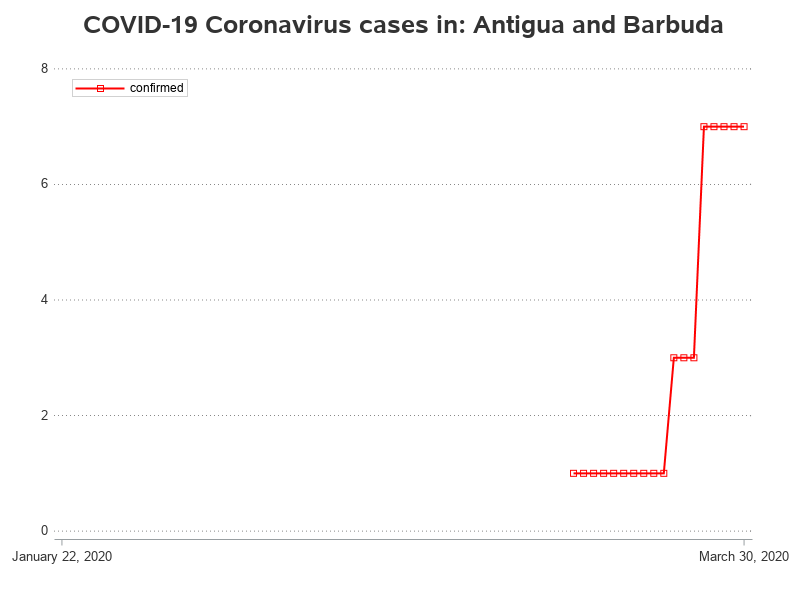 COVID-19 Coronavirus cases in: Antigua and Barbuda
8
confirmed
6
4
2
0
January 22, 2020
March 30, 2020